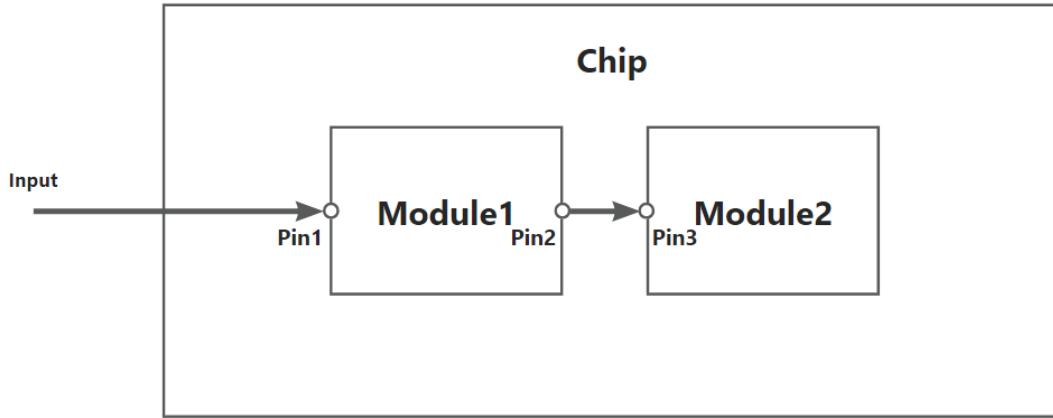 Chip
Input
Module1
Module2
Pin1
Pin2
Pin3